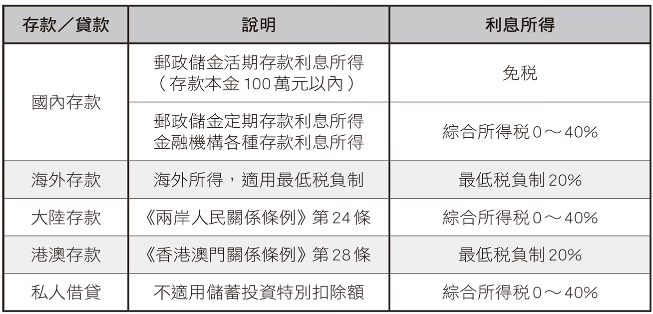 存款／貸款 說明 利息所得
國內存款
郵政儲金活期存款利息所得
（存款本金 100 萬元以內）
免稅
郵政儲金定期存款利息所得
金融機構各種存款利息所得
綜合所得稅 0～40%
海外存款 海外所得，適用最低稅負制 最低稅負制 20%
大陸存款 《兩岸人民關係條例》第 24 條 綜合所得稅 0～40%
港澳存款 《香港澳門關係條例》第 28 條 最低稅負制 20%
私人借貸 不適用儲蓄投資特別扣除額 綜合所得稅 0～40%